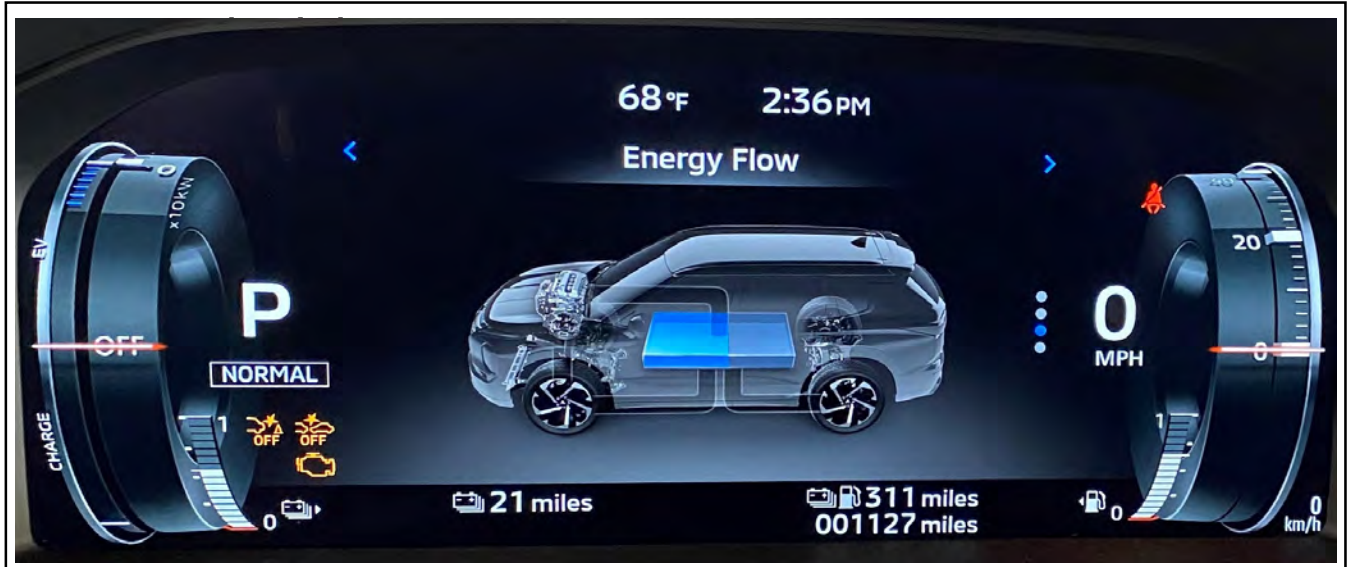 68°F 2:36PM
Energy Flow
0
x10kW
EV
OFF
CHARGE
1
0
P
NORMAL
OFF OFF
21 miles
311 miles
001127 miles
20
0
MPH
0
1
0
0
km/h